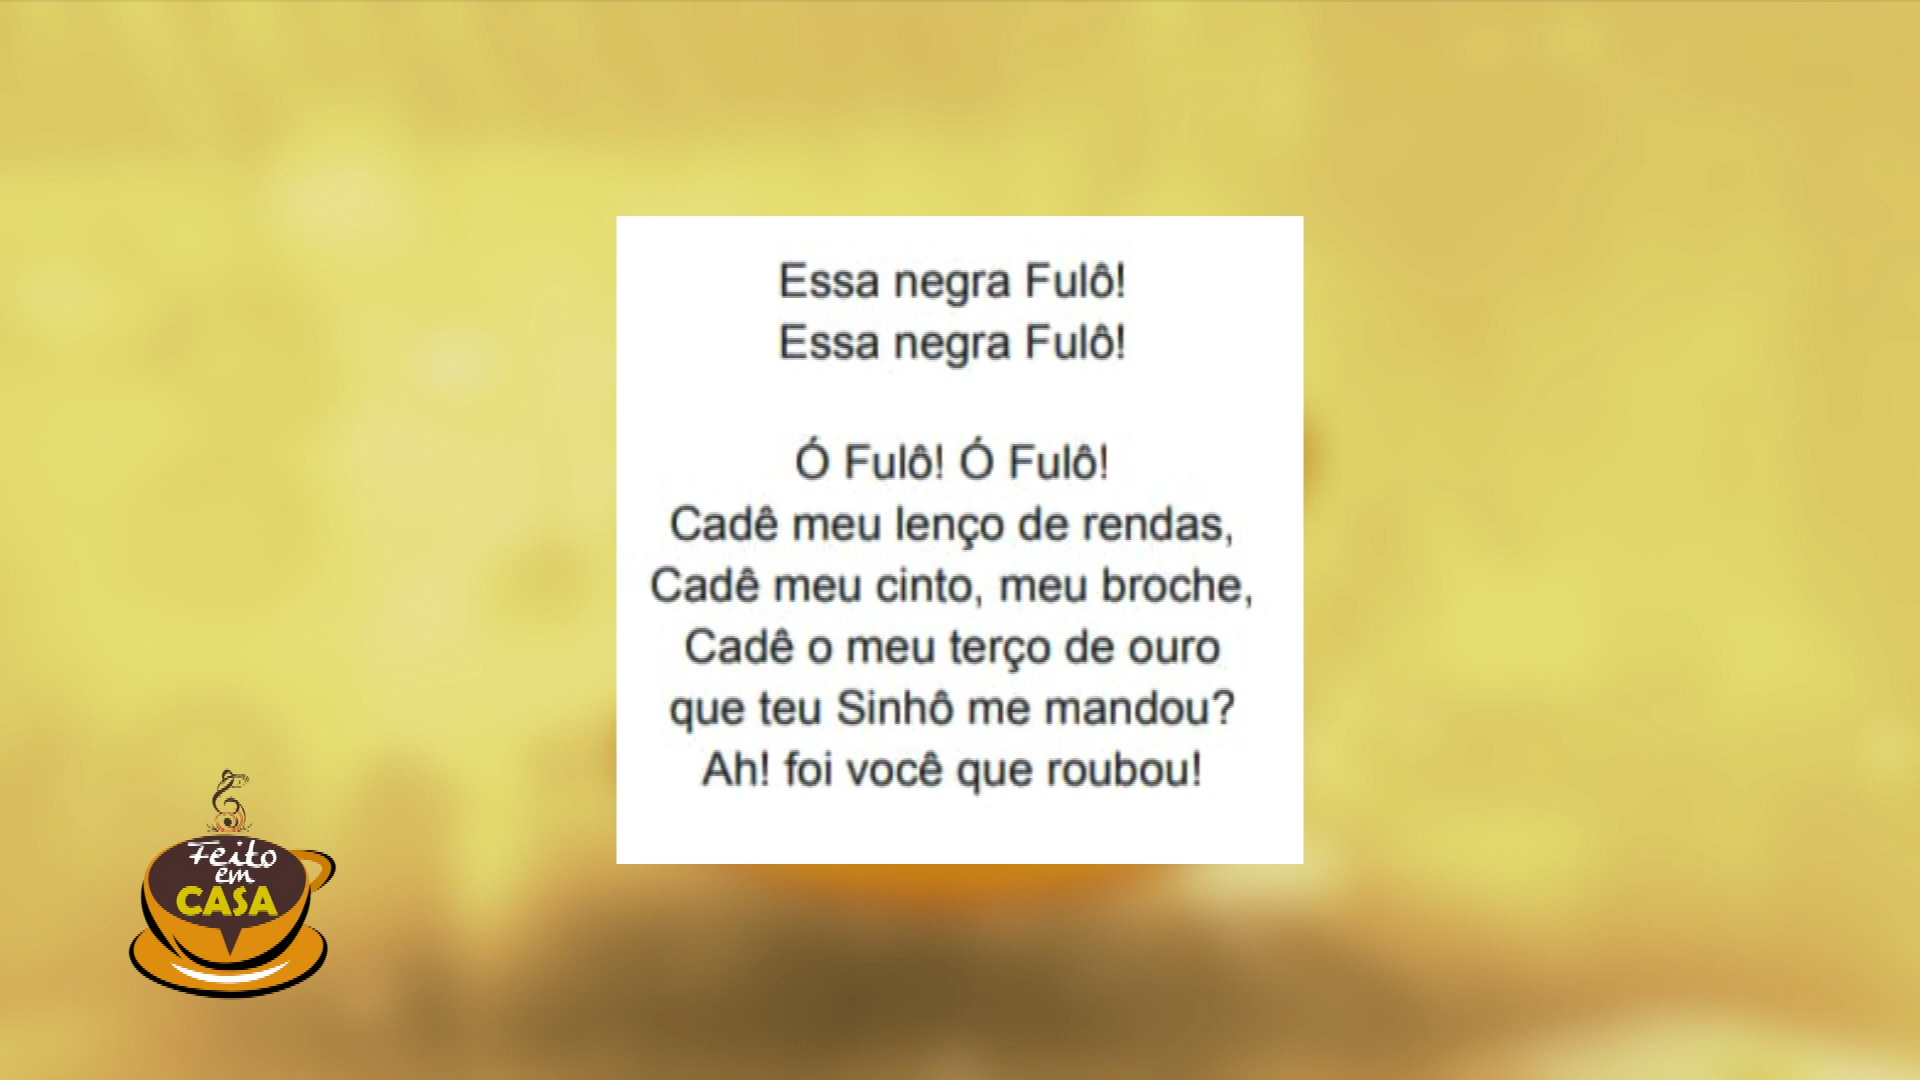 Essa negra Fulô!
Essa negra Fulô!
Ó Fulô! Ó Fulô!
Cadê meu lenço de rendas,
Cadê meu cinto, meu broche,
Cadê o meu terço de ouro
que teu Sinhô me mandou?
Ah! foi você que roubou!
Feito
em
CASA